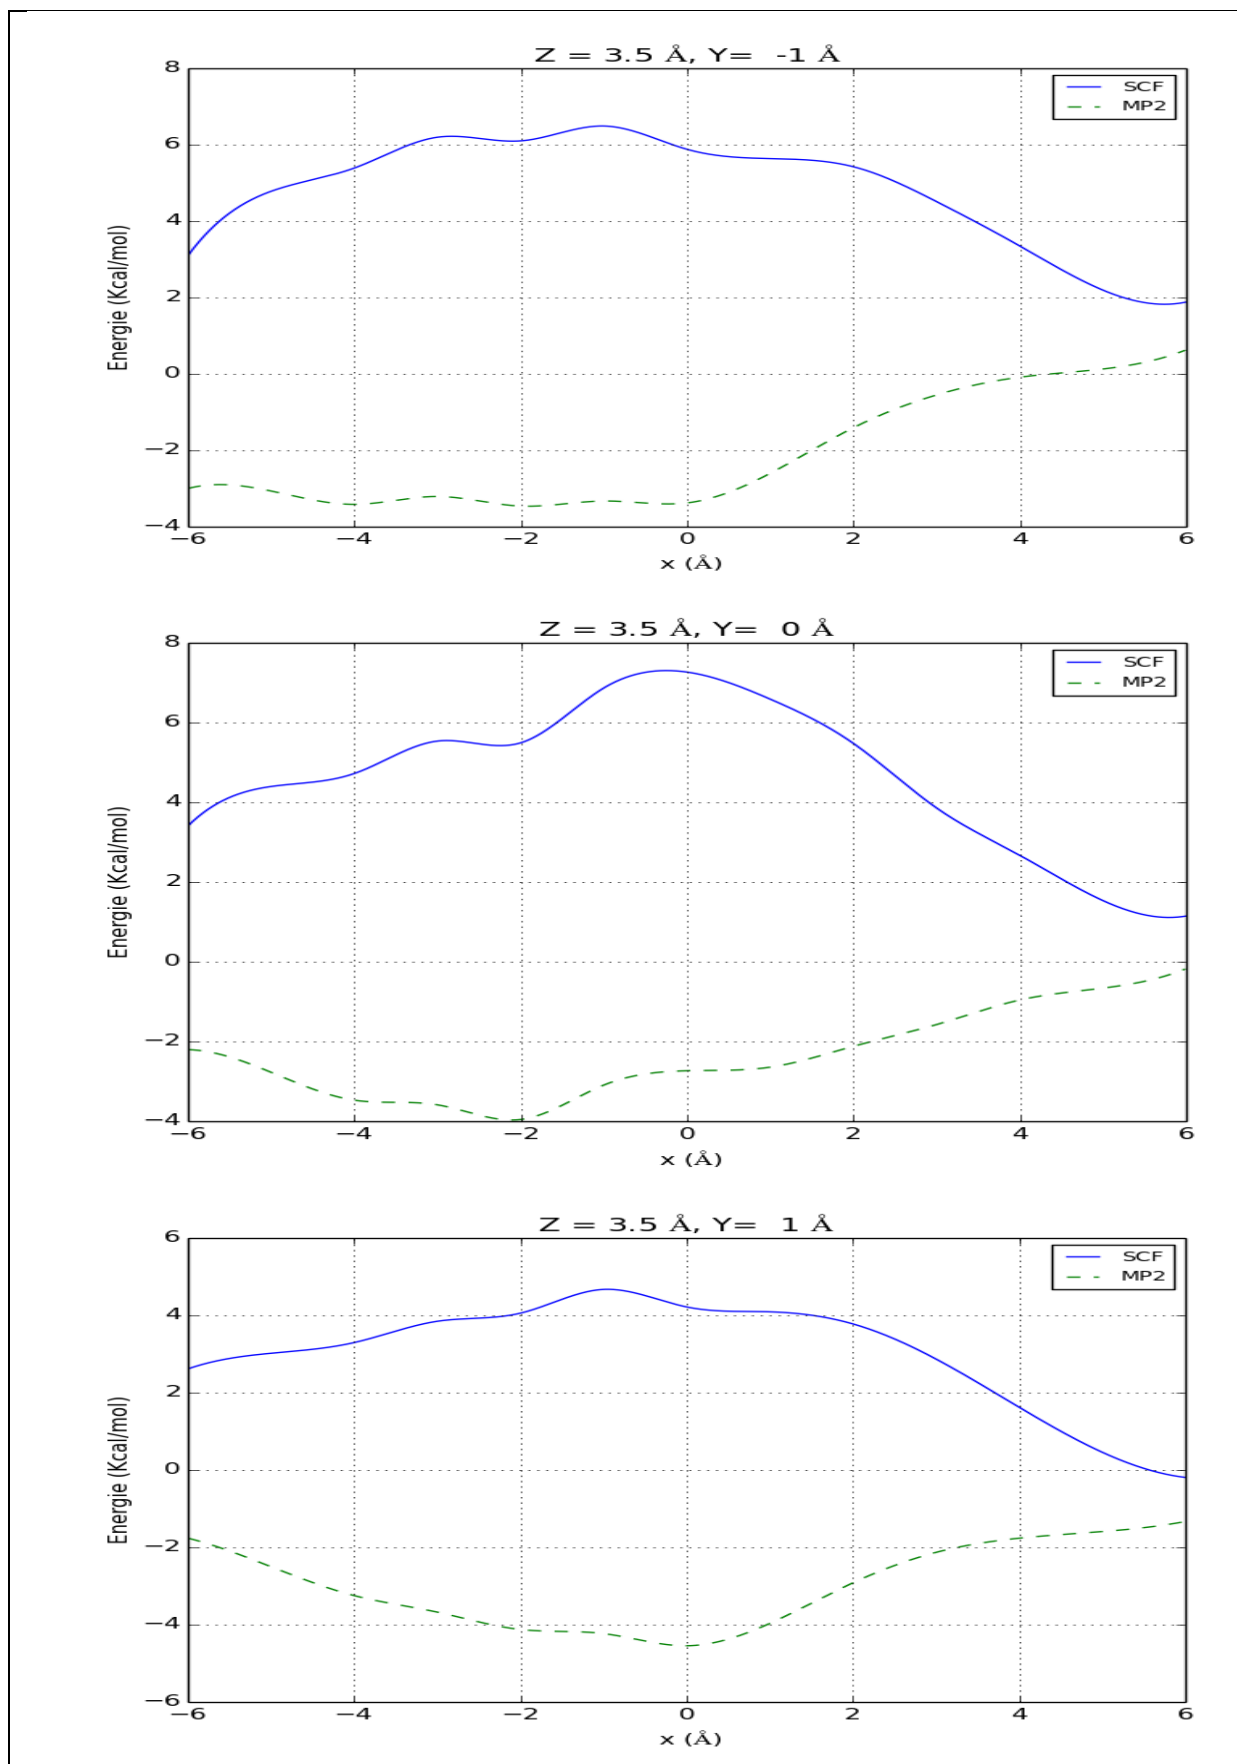 Z = 3.5 Å, Y= -1 Å
8
6
4
2
0
−2
−4
Energie (Kcal/mol)
SCF
MP2
−6 −4 −2 0 2 4 6
x (Å)
Z = 3.5 Å, Y= 0 Å
8
6
4
2
0
−2
−4
Energie (Kcal/mol)
SCF
MP2
−6 −4 −2 0 2 4 6
x (Å)
Z = 3.5 Å, Y= 1 Å
6
4
2
0
−2
−4
−6
Energie (Kcal/mol)
SCF
MP2
−6 −4 −2 0 2 4 6
x (Å)